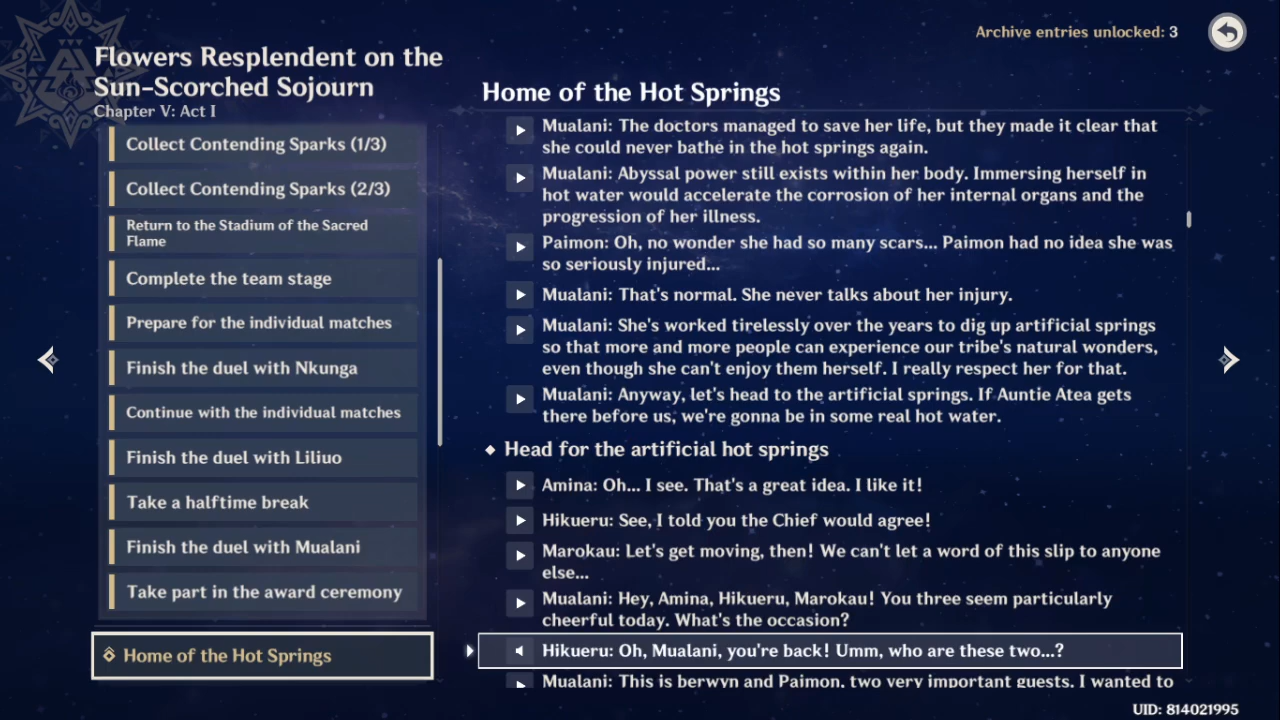 Archive entries unlocked: 3
Flowers Resplendent on the
Sun-Scorched Sojourn
Chapter V: Act I
Collect Contending Sparks (1/3)
Collect Contending Sparks (2/3)
Return to the Stadium of the Sacred
Flame
Complete the team stage
Prepare for the individual matches
Finish the duel with Nkunga
Continue with the individual matches
Finish the duel with Liliuo
Take a halftime break
Finish the duel with Mualani
Take part in the award ceremony
Home of the Hot Springs
Home of the Hot Springs
Mualani: The doctors managed to save her life, but they made it clear that
she could never bathe in the hot springs again.
Mualani: Abyssal power still exists within her body. Immersing herself in
hot water would accelerate the corrosion of her internal organs and the
progression of her illness.
Paimon: Oh, no wonder she had so many scars... Paimon had no idea she was
so seriously injured...
Mualani: That's normal. She never talks about her injury.
Mualani: She's worked tirelessly over the years to dig up artificial springs
so that more and more people can experience our tribe's natural wonders,
even though she can't enjoy them herself. I really respect her for that.
Mualani: Anyway, let's head to the artificial springs. If Auntie Atea gets
there before us, we're gonna be in some real hot water.
Head for the artificial hot springs
Amina: Oh... I see. That's a great idea. I like it!
Hikueru: See, I told you the Chief would agree!
Marokau: Let's get moving, then! We can't let a word of this slip to anyone
else...
Mualani: Hey, Amina, Hikueru, Marokau! You three seem particularly
cheerful today. What's the occasion?
Hikueru: Oh, Mualani, you're back! Umm, who are these two...?
Mualani: This is berwyn and Paimon, two very important guests. I wanted to
UID: 814021995